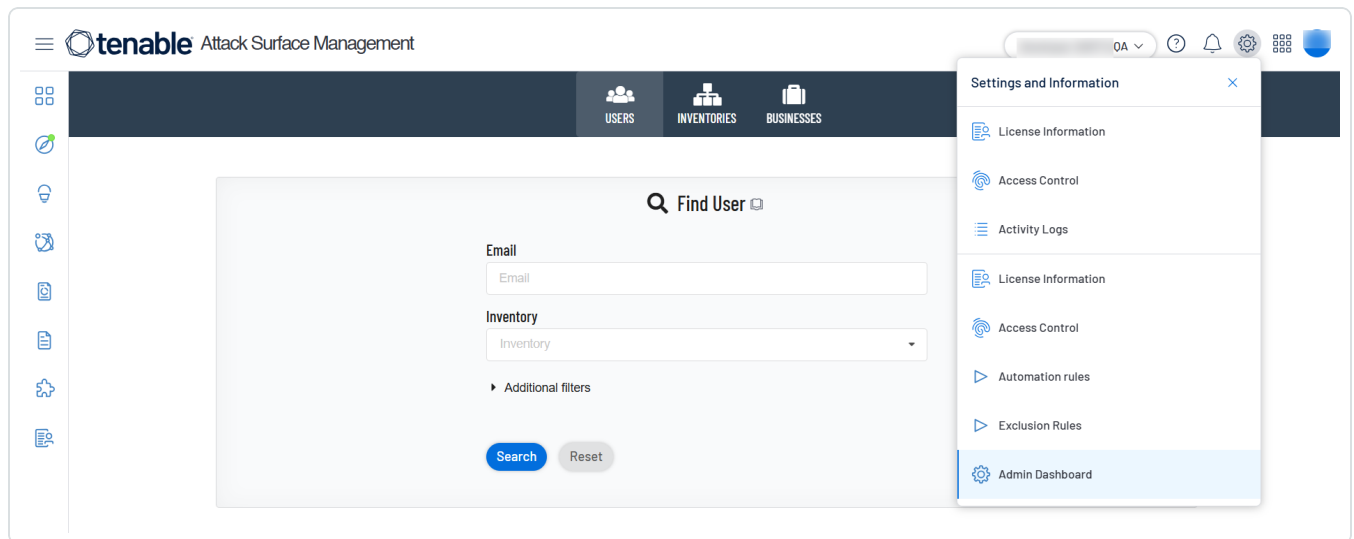 tenable Attack Surface Management
QA
USERS
INVENTORIES
BUSINESSES
Find User
Email
Email
Inventory
Inventory
Additional filters
Search
Reset
Settings and Information
License Information
Access Control
Activity Logs
License Information
Access Control
Automation rules
Exclusion Rules
Admin Dashboard